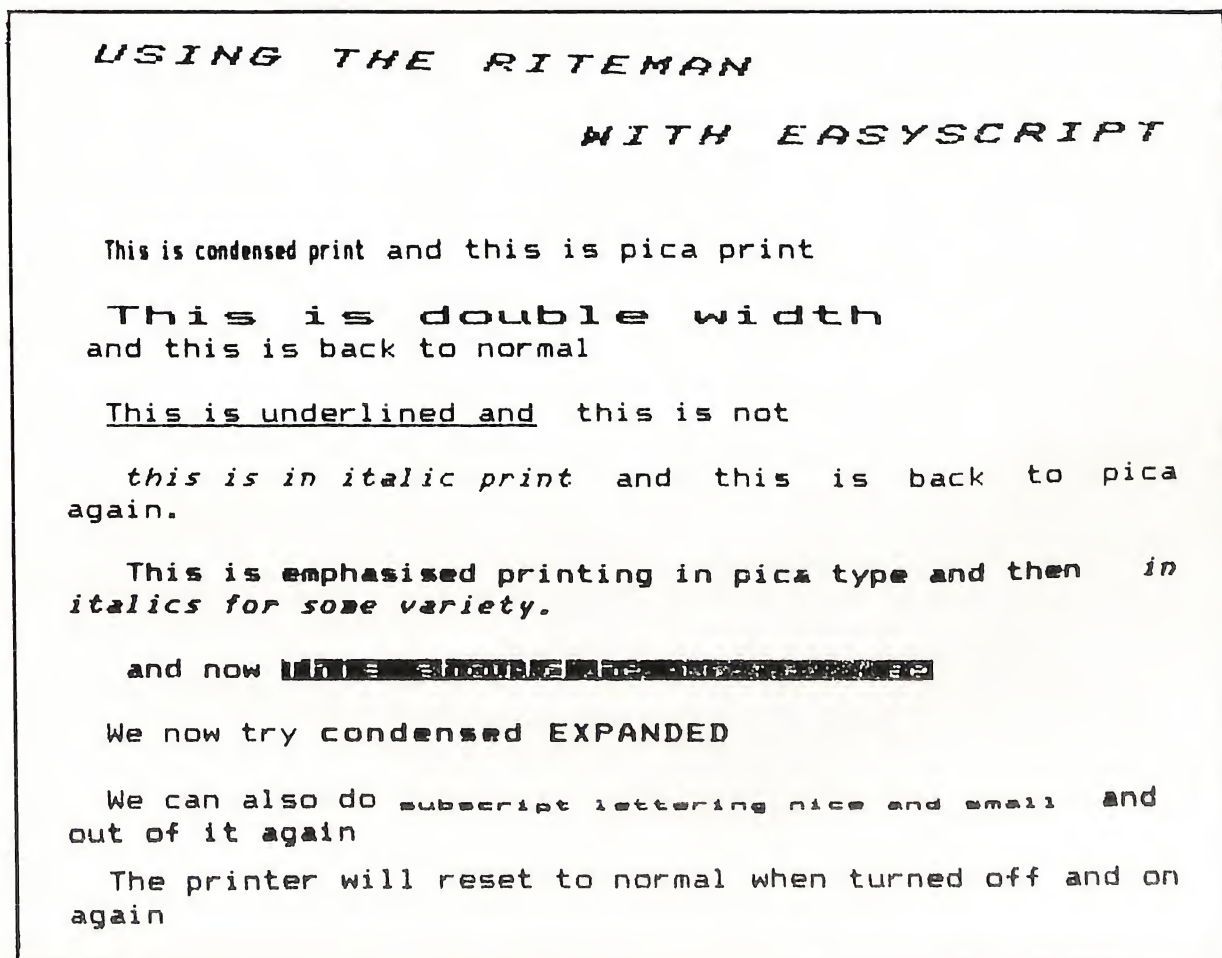 USING THE RITEMAN
WITH EASYSCRIPT
This is condensed print and this is pica print
This is double width
and this is back to normal
This is underlined and this is not
this is in italic print and this is back to pica
again.
This is emphasised printing in pica type and then in
italics for some variety.
and now this should be
We now try condensed EXPANDED
We can also do subscript lettering nice and small and
out of it again
The printer will reset to normal when turned off and on
again